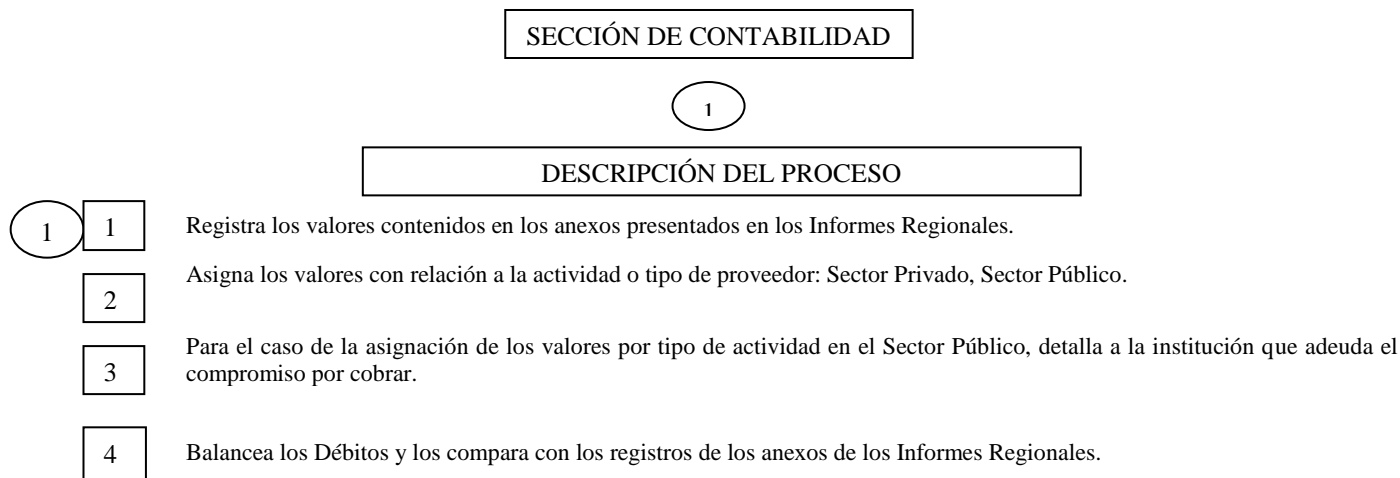 SECCIÓN DE CONTABILIDAD
1
DESCRIPCIÓN DEL PROCESO
1 1 Registra los valores contenidos en los anexos presentados en los Informes Regionales.
2 Asigna los valores con relación a la actividad o tipo de proveedor: Sector Privado, Sector Público.
3 Para el caso de la asignación de los valores por tipo de actividad en el Sector Público, detalla a la institución que adeuda el
compromiso por cobrar.
4 Balancea los Débitos y los compara con los registros de los anexos de los Informes Regionales.